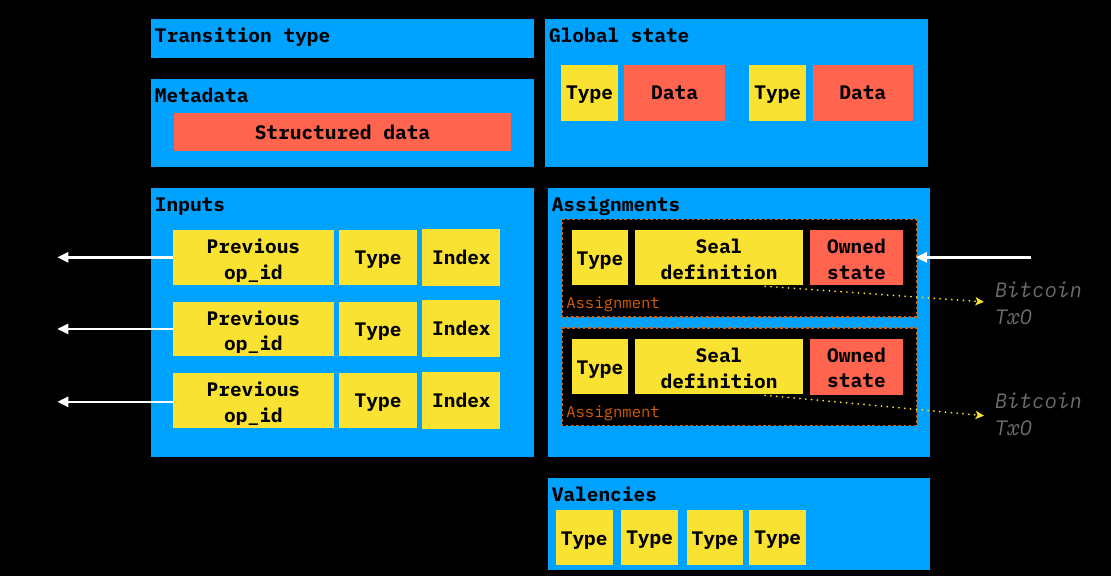 Transition type
Metadata
Structured data
Global state
Type Data Type Data
Inputs
Previous
op_id
Type Index
Previous
op_id
Type Index
Previous
op_id
Type Index
Assignments
Type
Seal
definition
Owned
state
Assignment
Bitcoin
TxO
Type
Seal
definition
Owned
state
Assignment
Bitcoin
TxO
Valencies
Type Type Type Type